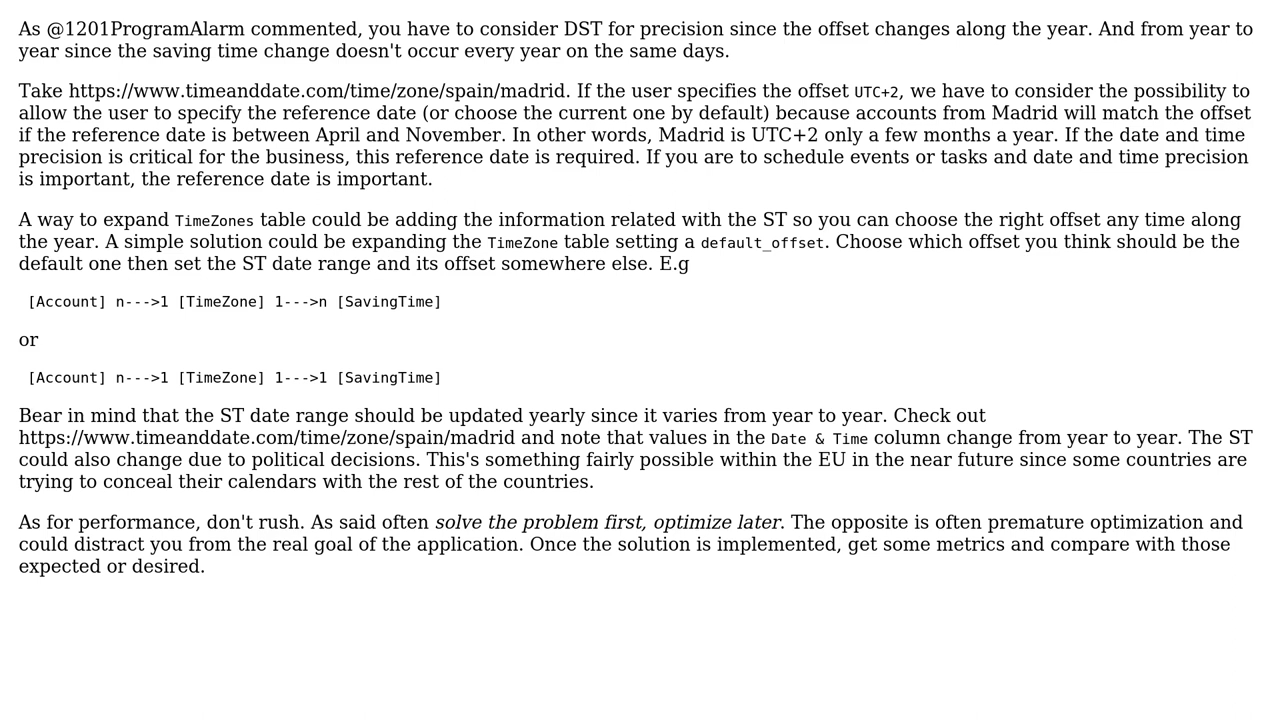 As @1201ProgramAlarm commented, you have to consider DST for precision since the offset changes along the year. And from year to
year since the saving time change doesn't occur every year on the same days.
Take https://www.timeanddate.com/time/zone/spain/madrid. If the user specifies the offset UTC+2, we have to consider the possibility to
allow the user to specify the reference date (or choose the current one by default) because accounts from Madrid will match the offset
if the reference date is between April and November. In other words, Madrid is UTC+2 only a few months a year. If the date and time
precision is critical for the business, this reference date is required. If you are to schedule events or tasks and date and time precision
is important, the reference date is important.
A way to expand TimeZones table could be adding the information related with the ST so you can choose the right offset any time along
the year. A simple solution could be expanding the TimeZone table setting a default_offset. Choose which offset you think should be the
default one then set the ST date range and its offset somewhere else. E.g
[Account] n--->1 [TimeZone] 1--->n [SavingTime]
or
[Account] n--->1 [TimeZone] 1--->1 [SavingTime]
Bear in mind that the ST date range should be updated yearly since it varies from year to year. Check out
https://www.timeanddate.com/time/zone/spain/madrid and note that values in the Date & Time column change from year to year. The ST
could also change due to political decisions. This's something fairly possible within the EU in the near future since some countries are
trying to conceal their calendars with the rest of the countries.
As for performance, don't rush. As said often solve the problem first, optimize later. The opposite is often premature optimization and
could distract you from the real goal of the application. Once the solution is implemented, get some metrics and compare with those
expected or desired.